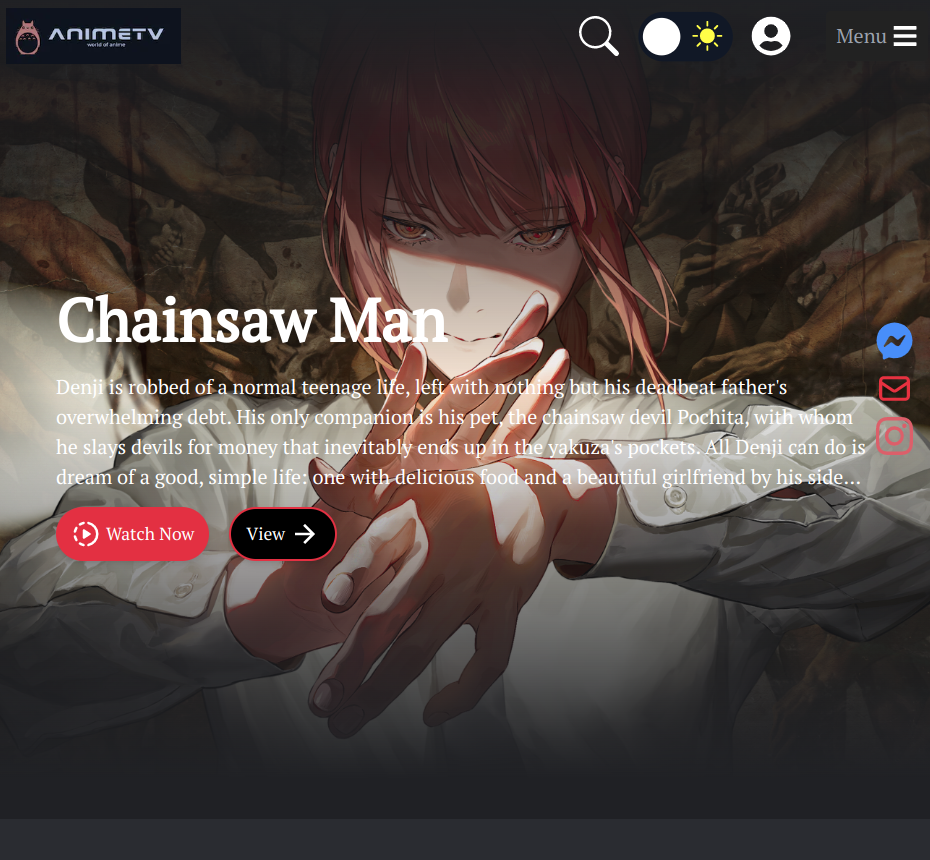 ANIMETV
world of anime
Menu
Chainsaw Man
Denji is robbed of a normal teenage life, left with nothing but his deadbeat father's
overwhelming debt. His only companion is his pet, the chainsaw devil Pochita, with whom
he slays devils for money that inevitably ends up in the yakuza's pockets. All Denji can do is
dream of a good, simple life: one with delicious food and a beautiful girlfriend by his side...
Watch Now
View